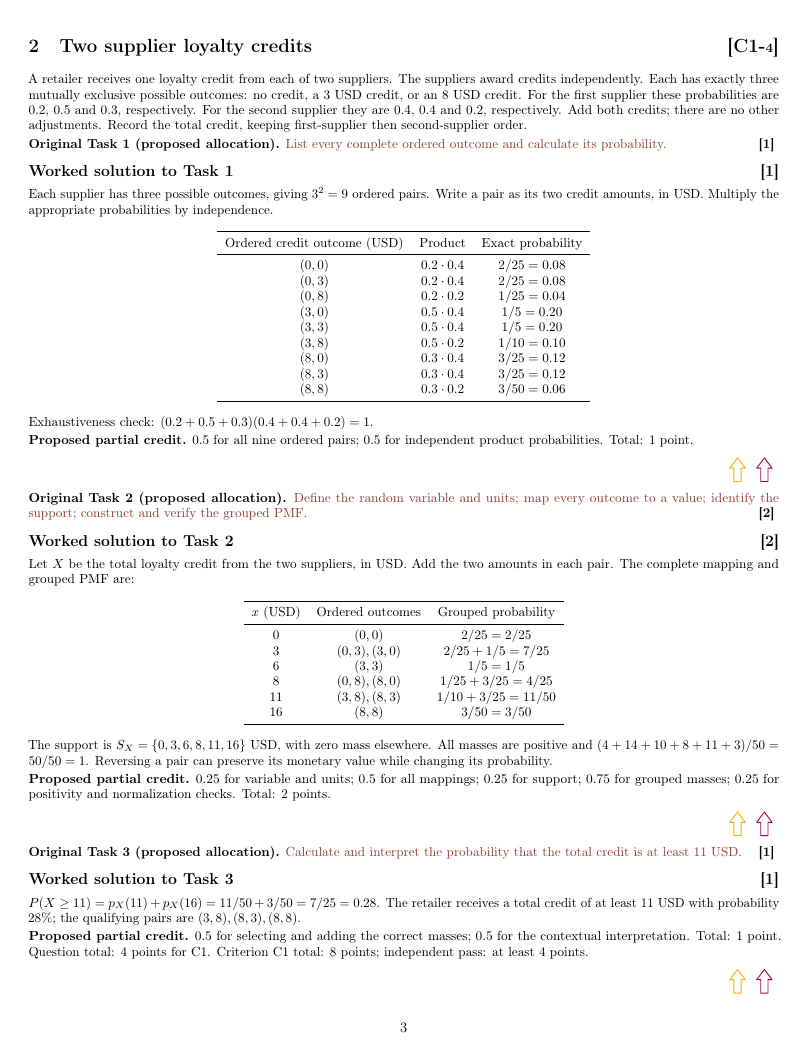 2 Two supplier loyalty credits [C1-4]
A retailer receives one loyalty credit from each of two suppliers. The suppliers award credits independently. Each has exactly three
mutually exclusive possible outcomes: no credit, a 3 USD credit, or an 8 USD credit. For the first supplier these probabilities are
0.2, 0.5 and 0.3, respectively. For the second supplier they are 0.4, 0.4 and 0.2, respectively. Add both credits; there are no other
adjustments. Record the total credit, keeping first-supplier then second-supplier order.
Original Task 1 (proposed allocation). List every complete ordered outcome and calculate its probability. [1]
Worked solution to Task 1 [1]
Each supplier has three possible outcomes, giving 3² = 9 ordered pairs. Write a pair as its two credit amounts, in USD. Multiply the
appropriate probabilities by independence.
Ordered credit outcome (USD) Product Exact probability
(0, 0) 0.2 · 0.4 2/25 = 0.08
(0, 3) 0.2 · 0.4 2/25 = 0.08
(0, 8) 0.2 · 0.2 1/25 = 0.04
(3, 0) 0.5 · 0.4 1/5 = 0.20
(3, 3) 0.5 · 0.4 1/5 = 0.20
(3, 8) 0.5 · 0.2 1/10 = 0.10
(8, 0) 0.3 · 0.4 3/25 = 0.12
(8, 3) 0.3 · 0.4 3/25 = 0.12
(8, 8) 0.3 · 0.2 3/50 = 0.06
Exhaustiveness check: (0.2 + 0.5 + 0.3)(0.4 + 0.4 + 0.2) = 1.
Proposed partial credit. 0.5 for all nine ordered pairs; 0.5 for independent product probabilities. Total: 1 point.
Original Task 2 (proposed allocation). Define the random variable and units; map every outcome to a value; identify the
support; construct and verify the grouped PMF. [2]
Worked solution to Task 2 [2]
Let X be the total loyalty credit from the two suppliers, in USD. Add the two amounts in each pair. The complete mapping and
grouped PMF are:
x (USD) Ordered outcomes Grouped probability
0 (0, 0) 2/25 = 2/25
3 (0, 3), (3, 0) 2/25 + 1/5 = 7/25
6 (3, 3) 1/5 = 1/5
8 (0, 8), (8, 0) 1/25 + 3/25 = 4/25
11 (3, 8), (8, 3) 1/10 + 3/25 = 11/50
16 (8, 8) 3/50 = 3/50
The support is S_X = {0, 3, 6, 8, 11, 16} USD, with zero mass elsewhere. All masses are positive and (4 + 14 + 10 + 8 + 11 + 3)/50 =
50/50 = 1. Reversing a pair can preserve its monetary value while changing its probability.
Proposed partial credit. 0.25 for variable and units; 0.5 for all mappings; 0.25 for support; 0.75 for grouped masses; 0.25 for
positivity and normalization checks. Total: 2 points.
Original Task 3 (proposed allocation). Calculate and interpret the probability that the total credit is at least 11 USD. [1]
Worked solution to Task 3 [1]
P(X ≥ 11) = p_X(11) + p_X(16) = 11/50 + 3/50 = 7/25 = 0.28. The retailer receives a total credit of at least 11 USD with probability
28%; the qualifying pairs are (3, 8), (8, 3), (8, 8).
Proposed partial credit. 0.5 for selecting and adding the correct masses; 0.5 for the contextual interpretation. Total: 1 point.
Question total: 4 points for C1. Criterion C1 total: 8 points; independent pass: at least 4 points.
3